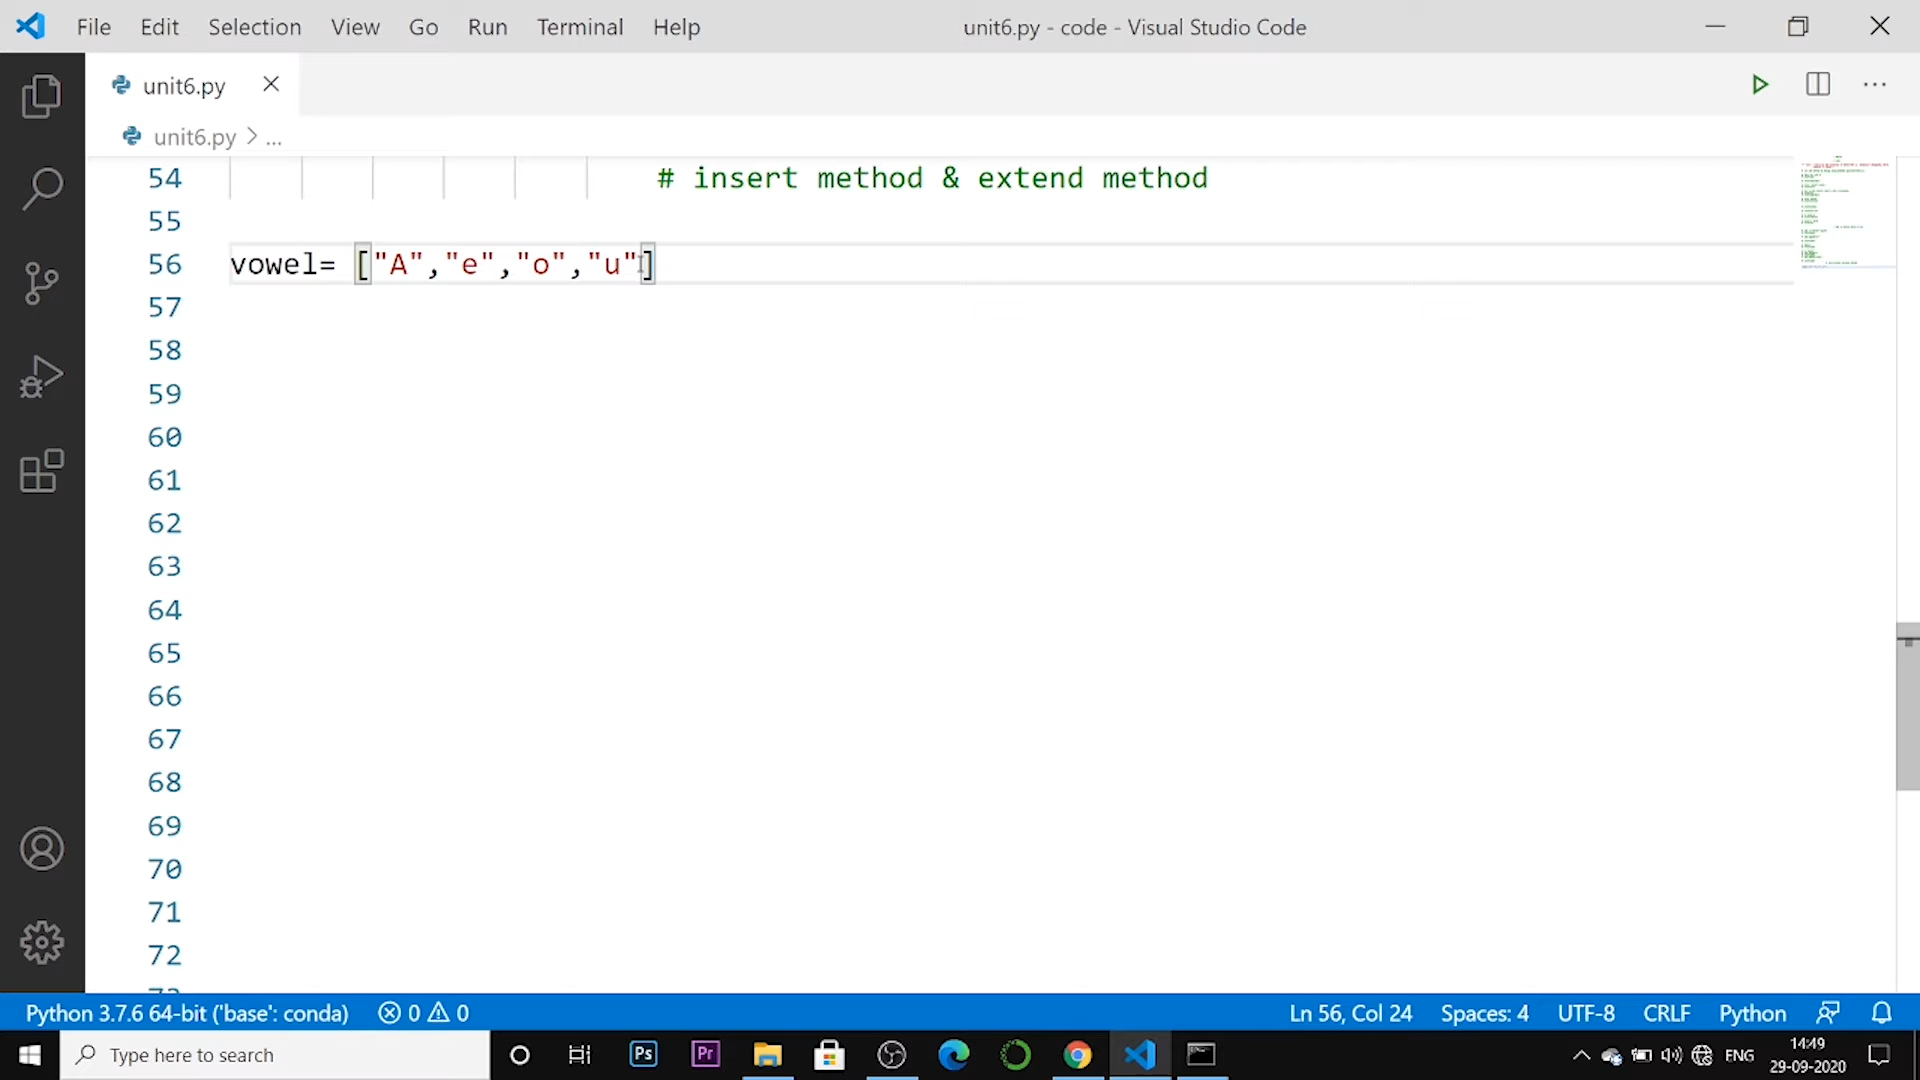 File Edit Selection View Go Run Terminal Help unit6.py - code - Visual Studio Code
unit6.py
unit6.py > ...
54 # insert method & extend method
55
56 vowel= ["A","e","o","u"]
57
58
59
60
61
62
63
64
65
66
67
68
69
70
71
72
Python 3.7.6 64-bit ('base': conda) 0 0 Ln 56, Col 24 Spaces: 4 UTF-8 CRLF Python
Type here to search Ps Pr ENG 14:49
29-09-2020